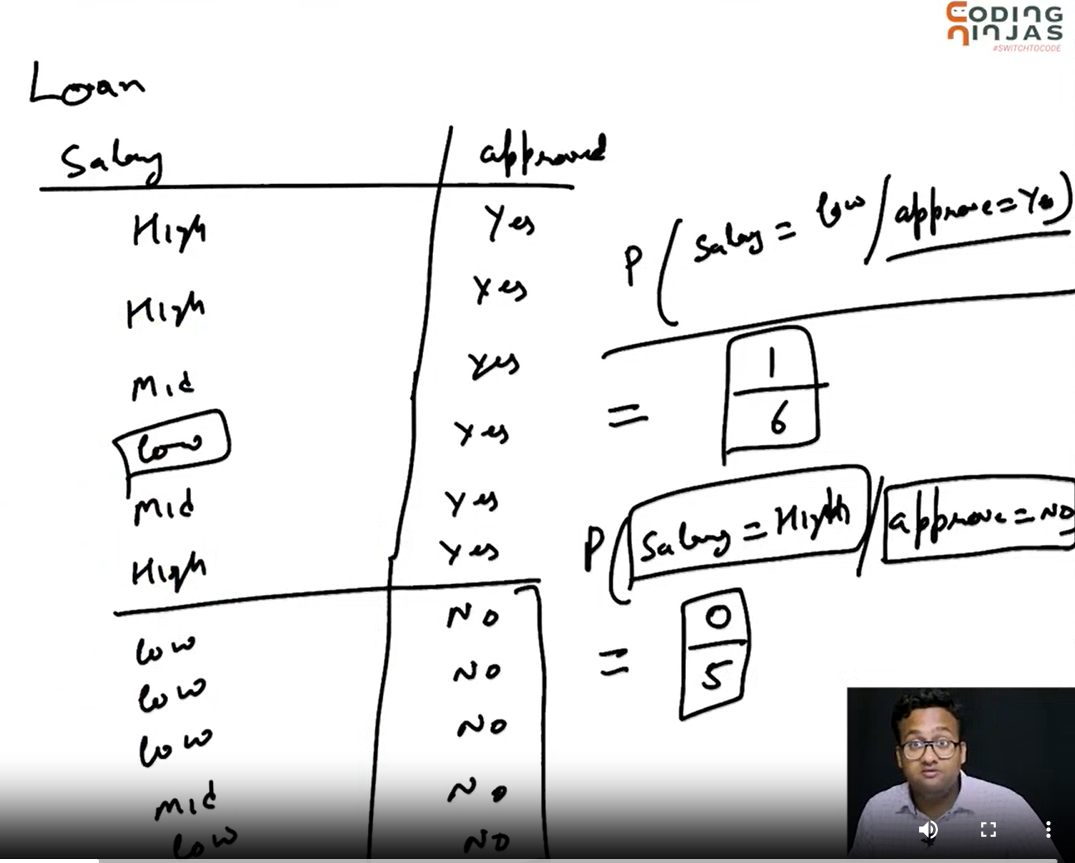 CODING
NINJAS
#SWITCHTOCODE
Loan
Salary approved
High Yes
High Yes
Mid Yes
Low Yes
Mid Yes
High Yes
Low NO
Low NO
Low NO
Mid NO
Low NO
P ( Salary = low / approve = Yes )
= 1
6
P ( Salary = High / approve = NO
= 0
5